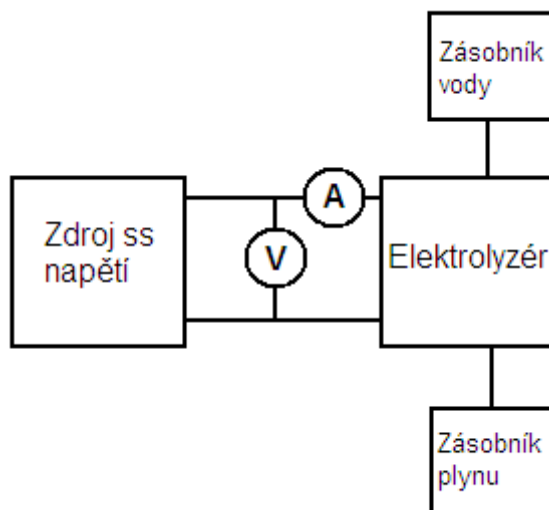 Zásobník
vody
A
Zdroj ss
napětí
V
Elektrolyzér
Zásobník
plynu